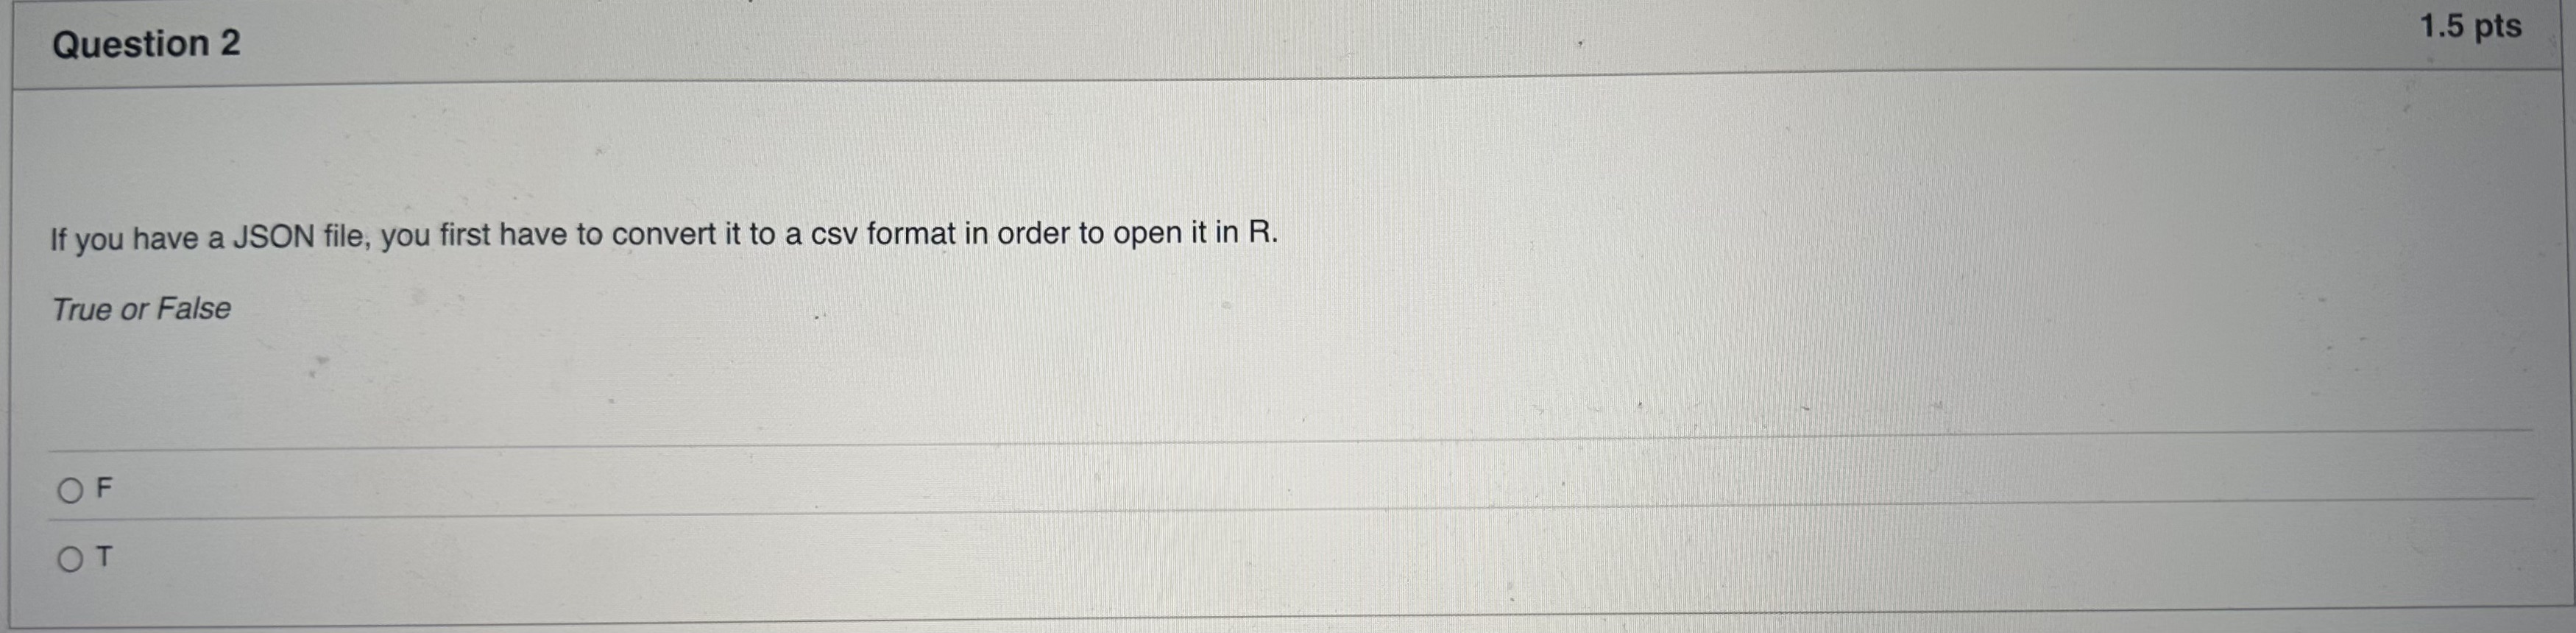 Question 2
1.5 pts
If you have a JSON file, you first have to convert it to a csv format in order to open it in R.
True or False
F
T